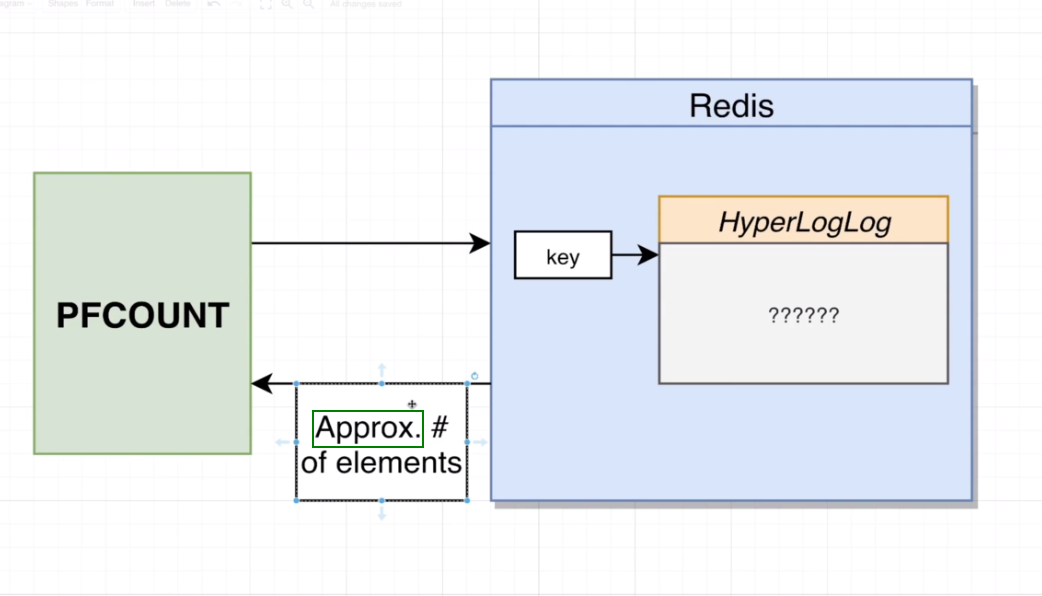 agram
Shapes
Format
Insert
Delete
All changes saved
Redis
HyperLogLog
key
??????
PFCOUNT
Approx. #
of elements